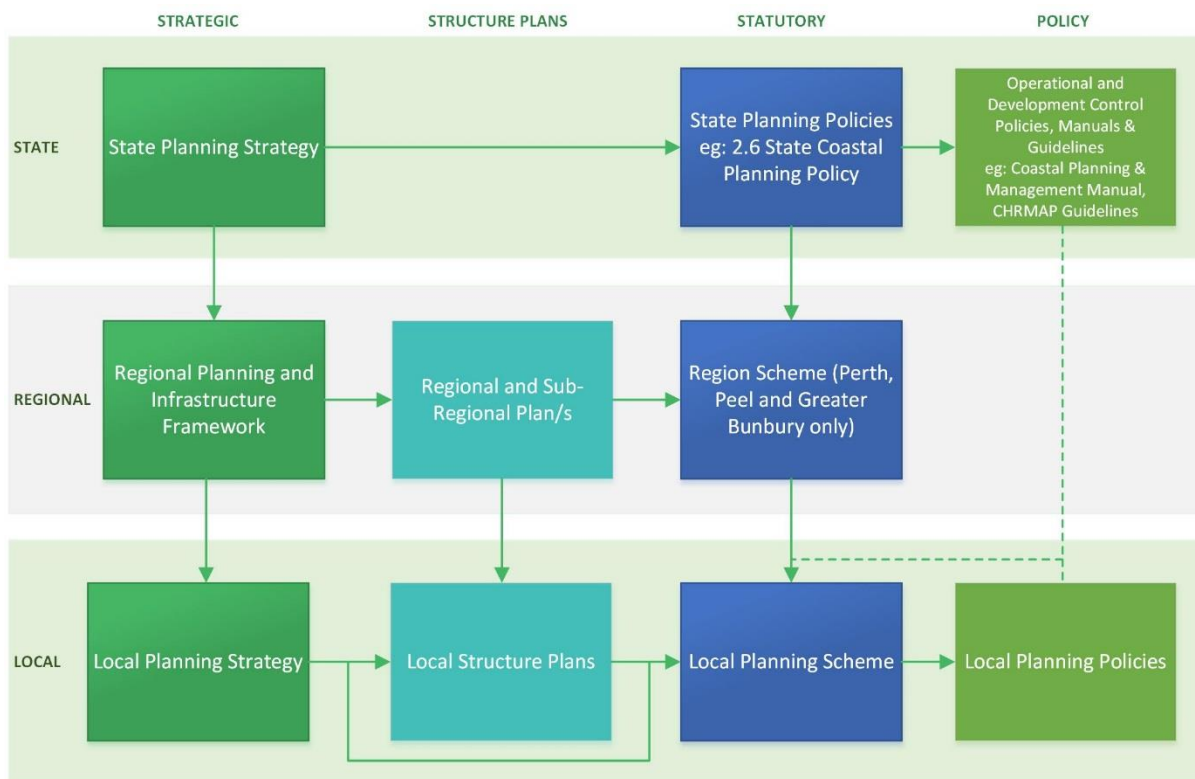 STRATEGIC
STRUCTURE PLANS
STATUTORY
POLICY
STATE
State Planning Strategy
State Planning Policies
eg: 2.6 State Coastal
Planning Policy
Operational and
Development Control
Policies, Manuals &
Guidelines
eg: Coastal Planning &
Management Manual,
CHRMAP Guidelines
REGIONAL
Regional Planning and
Infrastructure
Framework
Regional and Sub-
Regional Plan/s
Region Scheme (Perth,
Peel and Greater
Bunbury only)
LOCAL
Local Planning Strategy
Local Structure Plans
Local Planning Scheme
Local Planning Policies